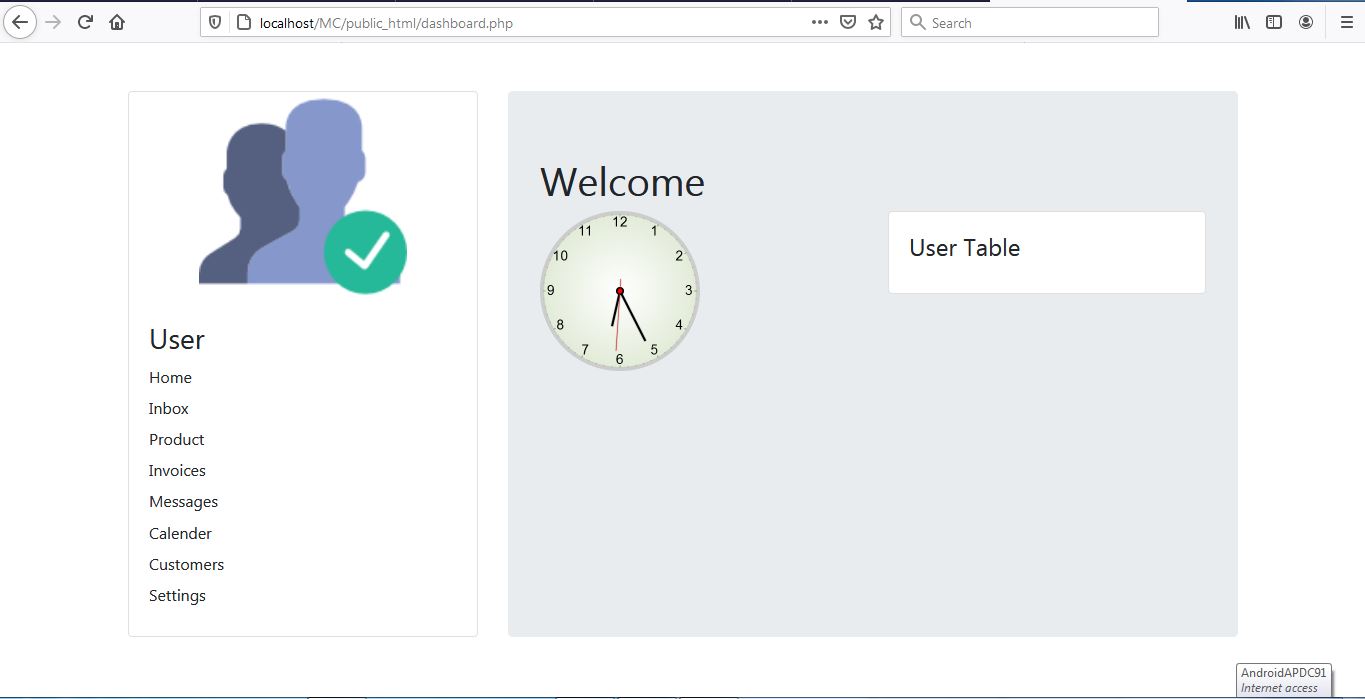 localhost/MC/public_html/dashboard.php
Search
User
Home
Inbox
Product
Invoices
Messages
Calender
Customers
Settings
Welcome
12
1
2
3
4
5
6
7
8
9
10
11
User Table
AndroidAPDC91
Internet access